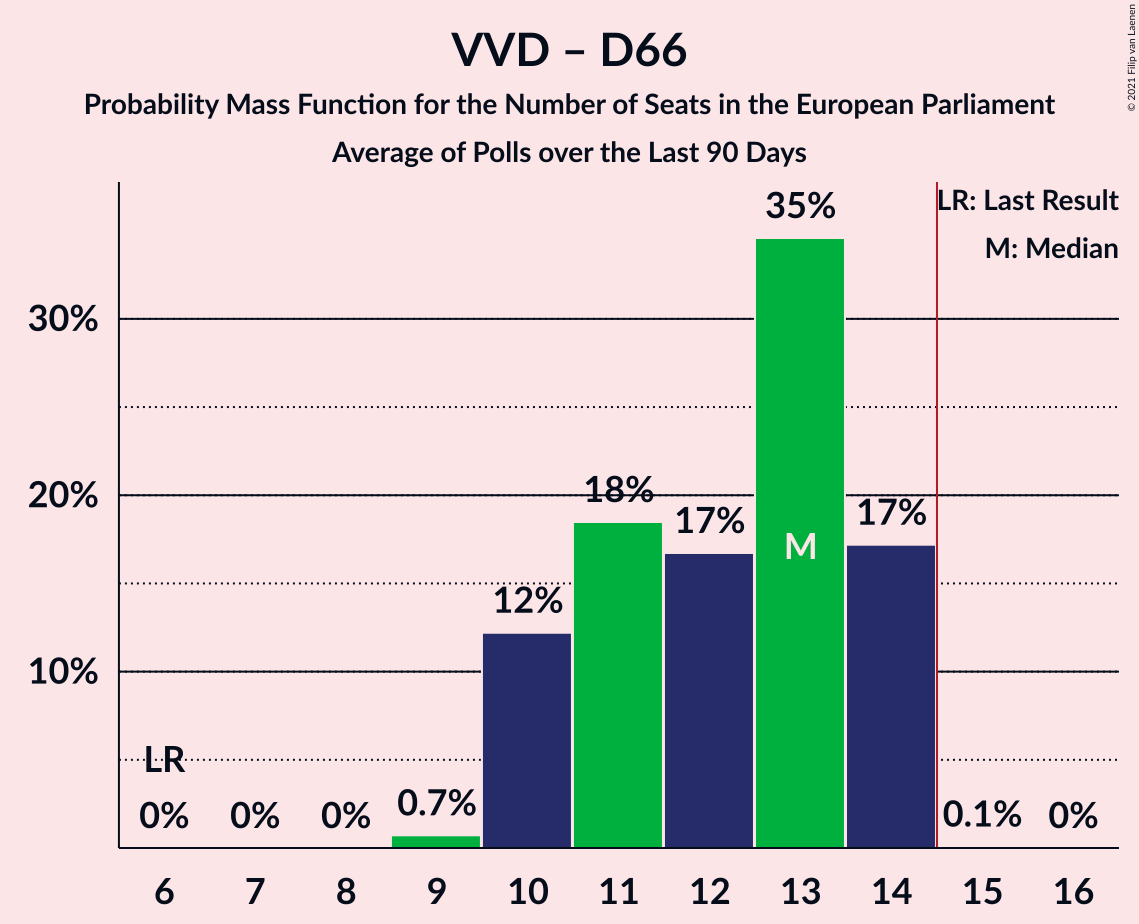 VVD – D66
Probability Mass Function for the Number of Seats in the European Parliament
Average of Polls over the Last 90 Days
© 2021 Filip van Laenen
LR: Last Result
M: Median
35%
30%
20%
18%
17%
17%
M
12%
10%
LR
0%
0%
0%
0.7%
0.1%
0%
6 7 8 9 10 11 12 13 14 15 16